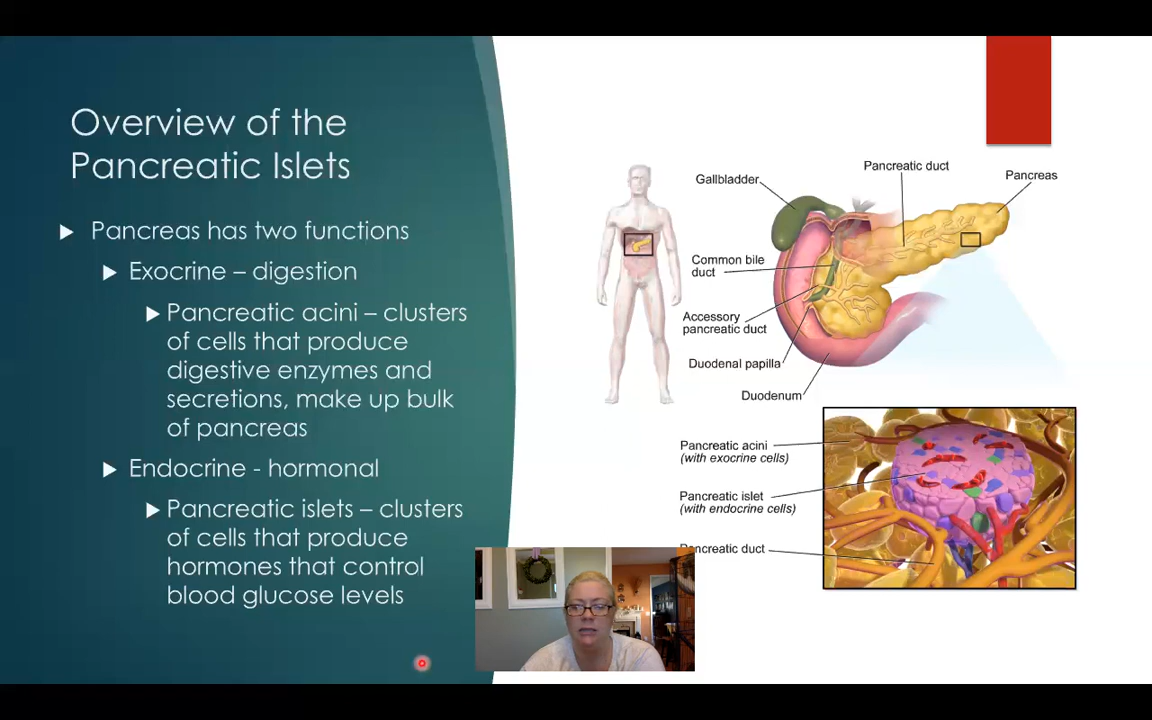 Overview of the
Pancreatic Islets
Pancreas has two functions
Exocrine – digestion
Pancreatic acini – clusters
of cells that produce
digestive enzymes and
secretions, make up bulk
of pancreas
Endocrine - hormonal
Pancreatic islets – clusters
of cells that produce
hormones that control
blood glucose levels
Pancreatic duct
Gallbladder
Pancreas
Common bile
duct
Accessory
pancreatic duct
Duodenal papilla
Duodenum
Pancreatic acini
(with exocrine cells)
Pancreatic islet
(with endocrine cells)
Pancreatic duct